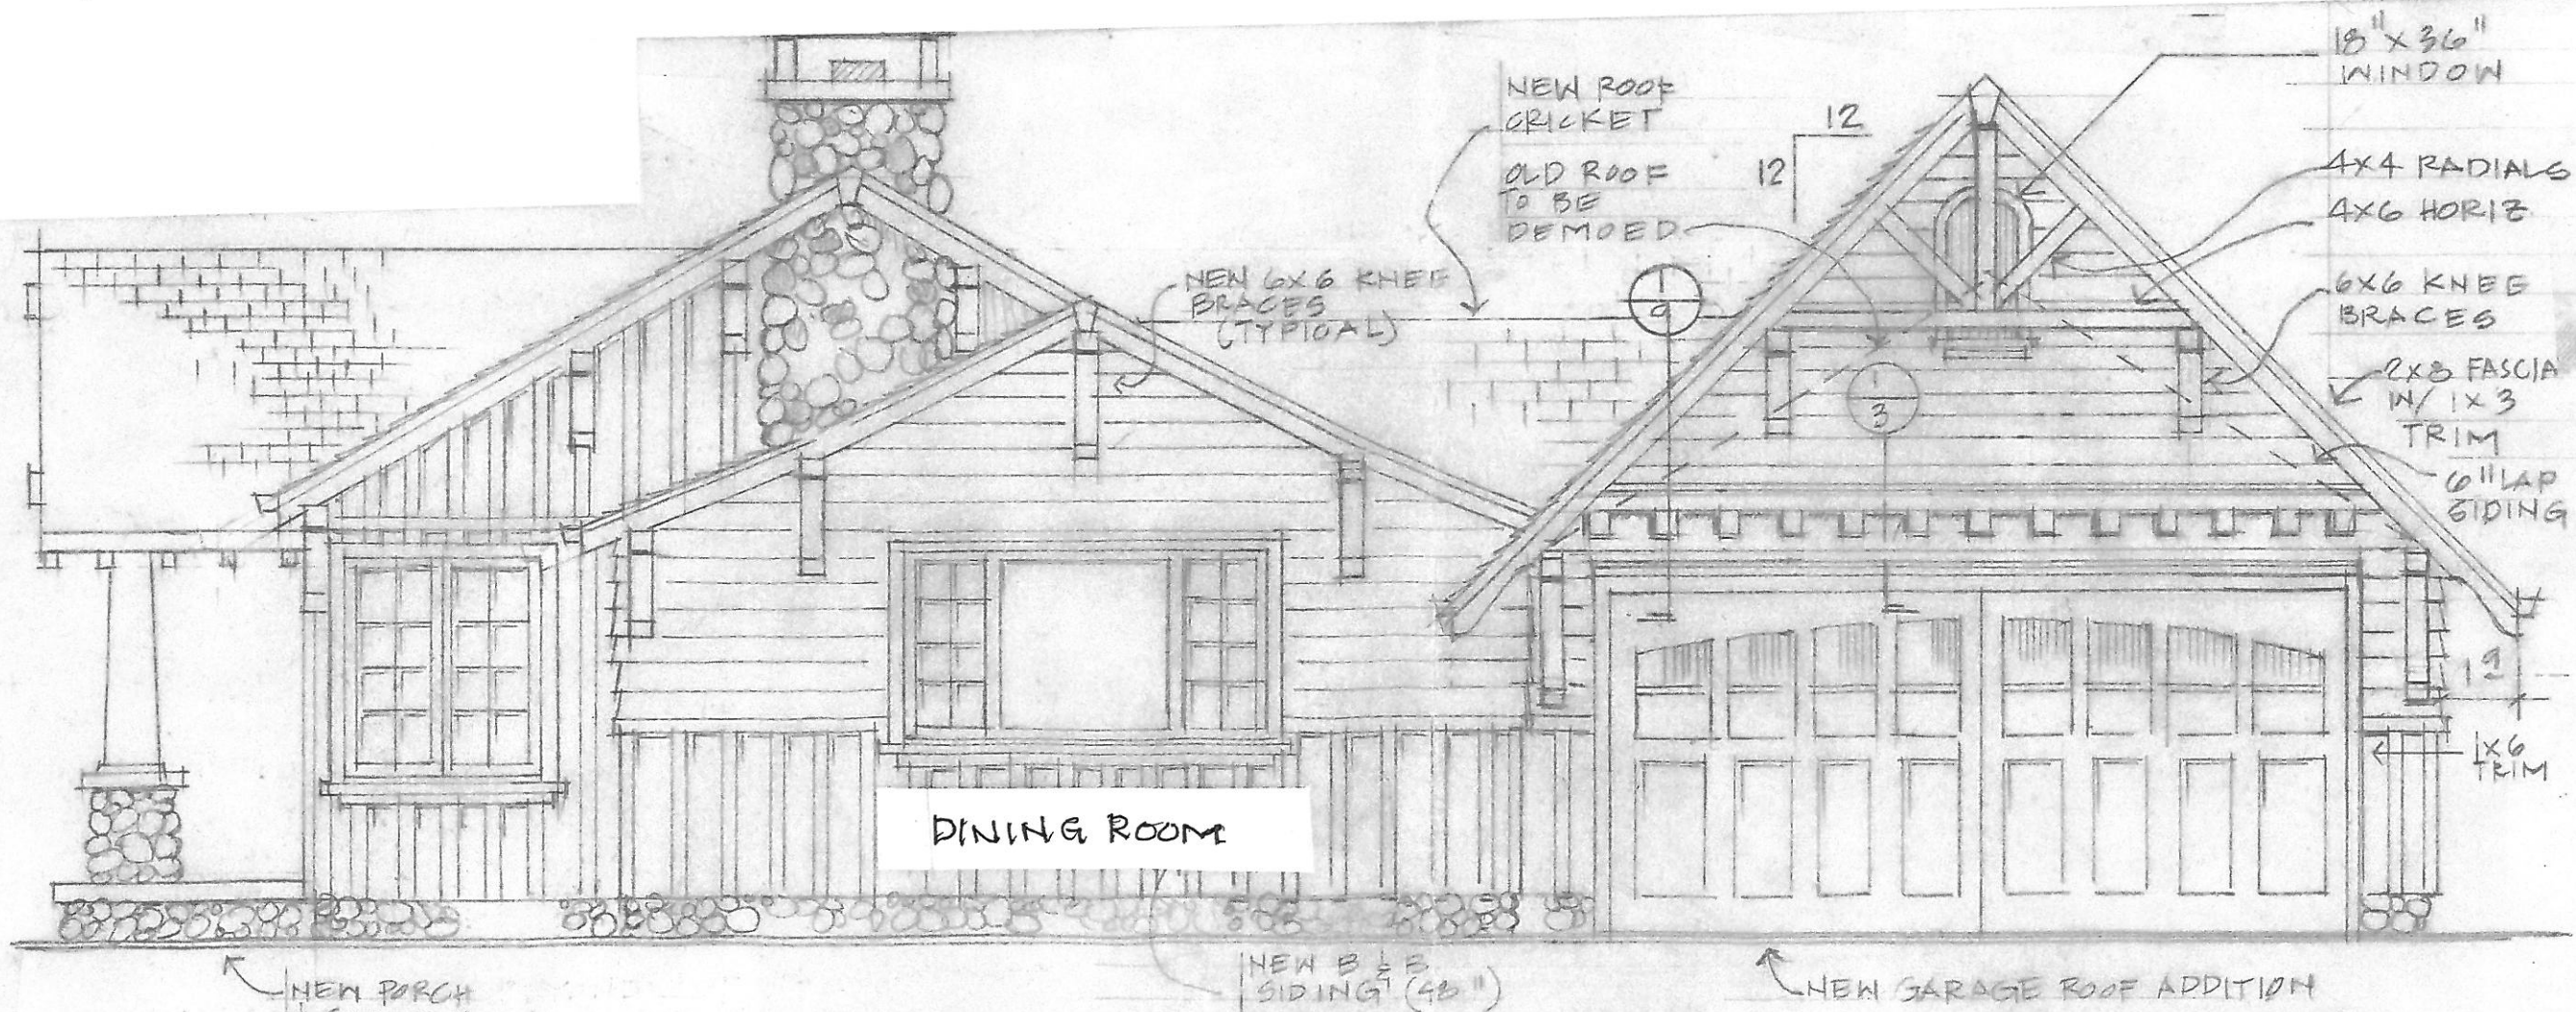 18" X 36"
WINDOW
NEW ROOF
CRICKET
12
12
OLD ROOF
TO BE
DEMOED
4X4 RADIALS
4X6 HORIZ
NEW 6X6 KNEE
BRACES
(TYPICAL)
1
9
6X6 KNEE
BRACES
1
3
2X8 FASCIA
W/ 1X3
TRIM
6" LAP
SIDING
19
1X6
TRIM
DINING ROOM
NEW PORCH
NEW B & B
SIDING (48")
NEW GARAGE ROOF ADDITION